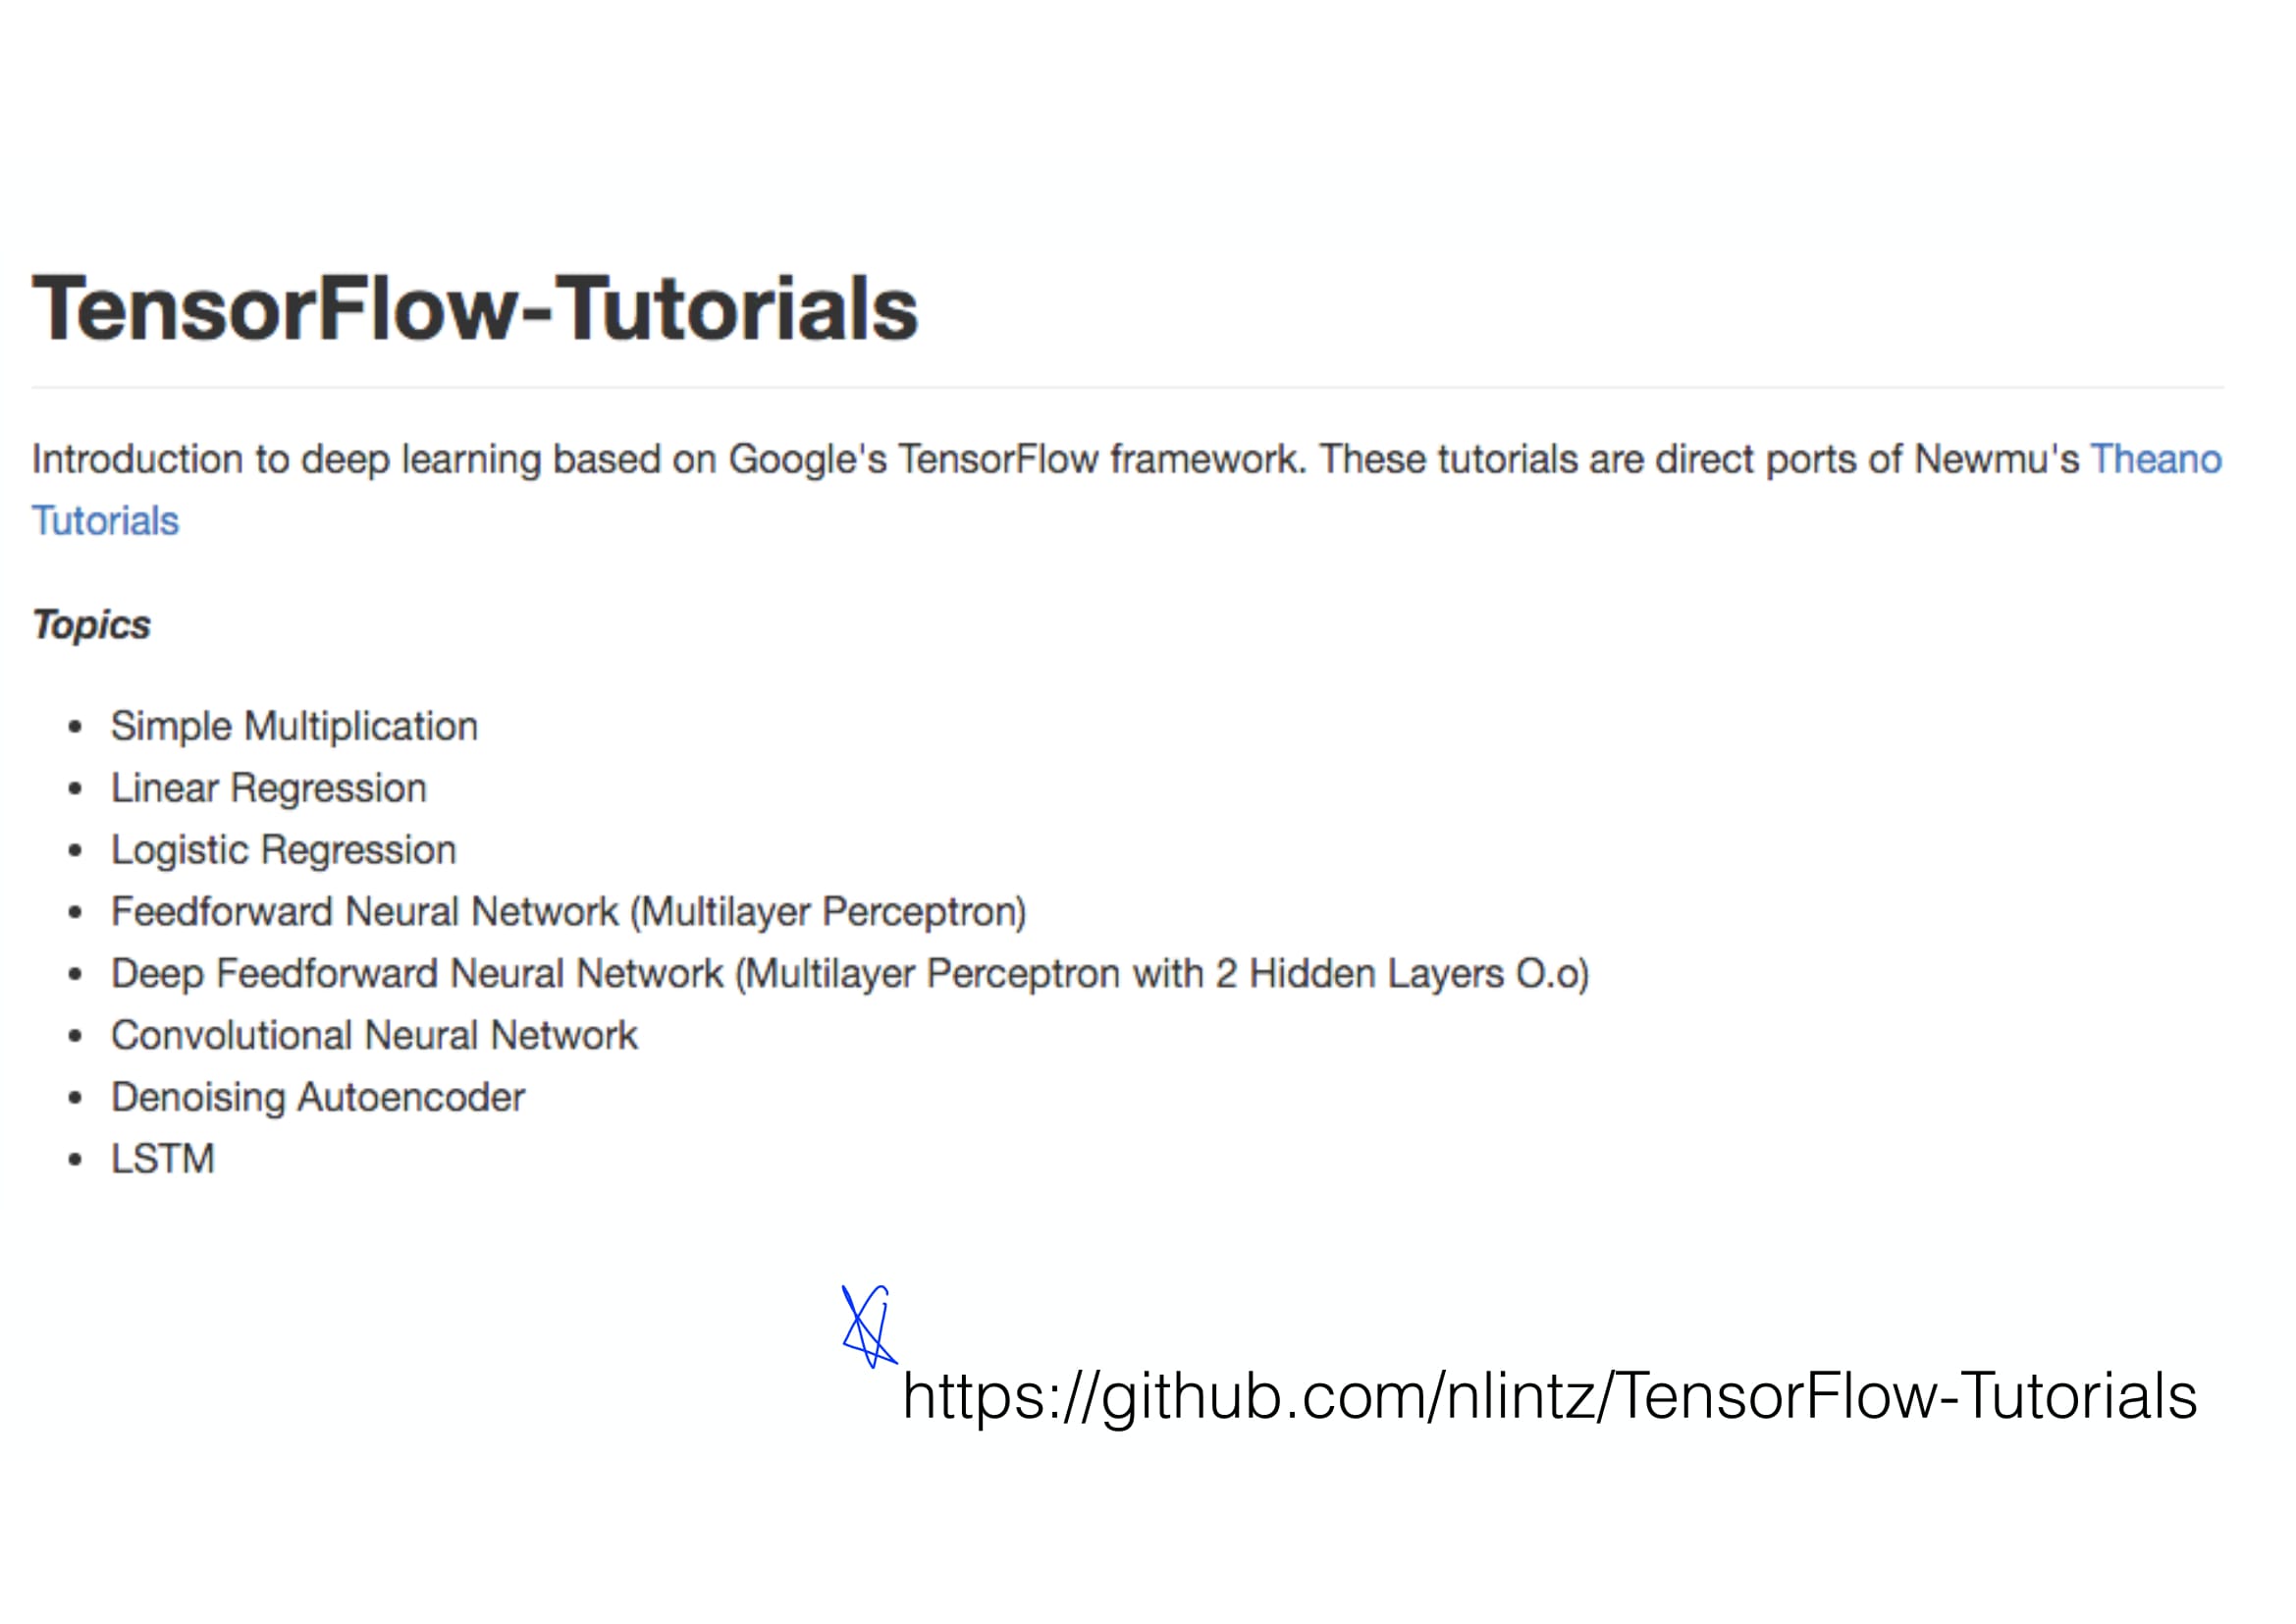 TensorFlow-Tutorials
Introduction to deep learning based on Google's TensorFlow framework. These tutorials are direct ports of Newmu's Theano
Tutorials
Topics
• Simple Multiplication
• Linear Regression
• Logistic Regression
• Feedforward Neural Network (Multilayer Perceptron)
• Deep Feedforward Neural Network (Multilayer Perceptron with 2 Hidden Layers O.o)
• Convolutional Neural Network
• Denoising Autoencoder
• LSTM
https://github.com/nlintz/TensorFlow-Tutorials